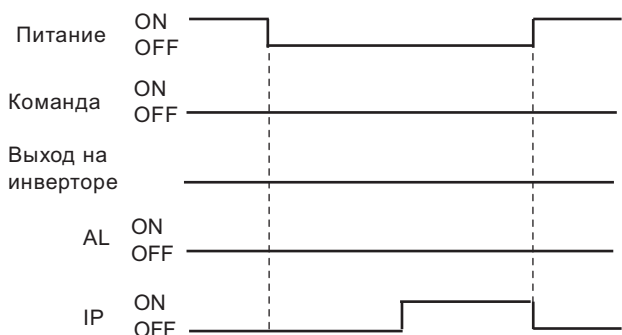 Питание ON
OFF
Команда ON
OFF
Выход на
инверторе
AL ON
OFF
IP ON
OFF